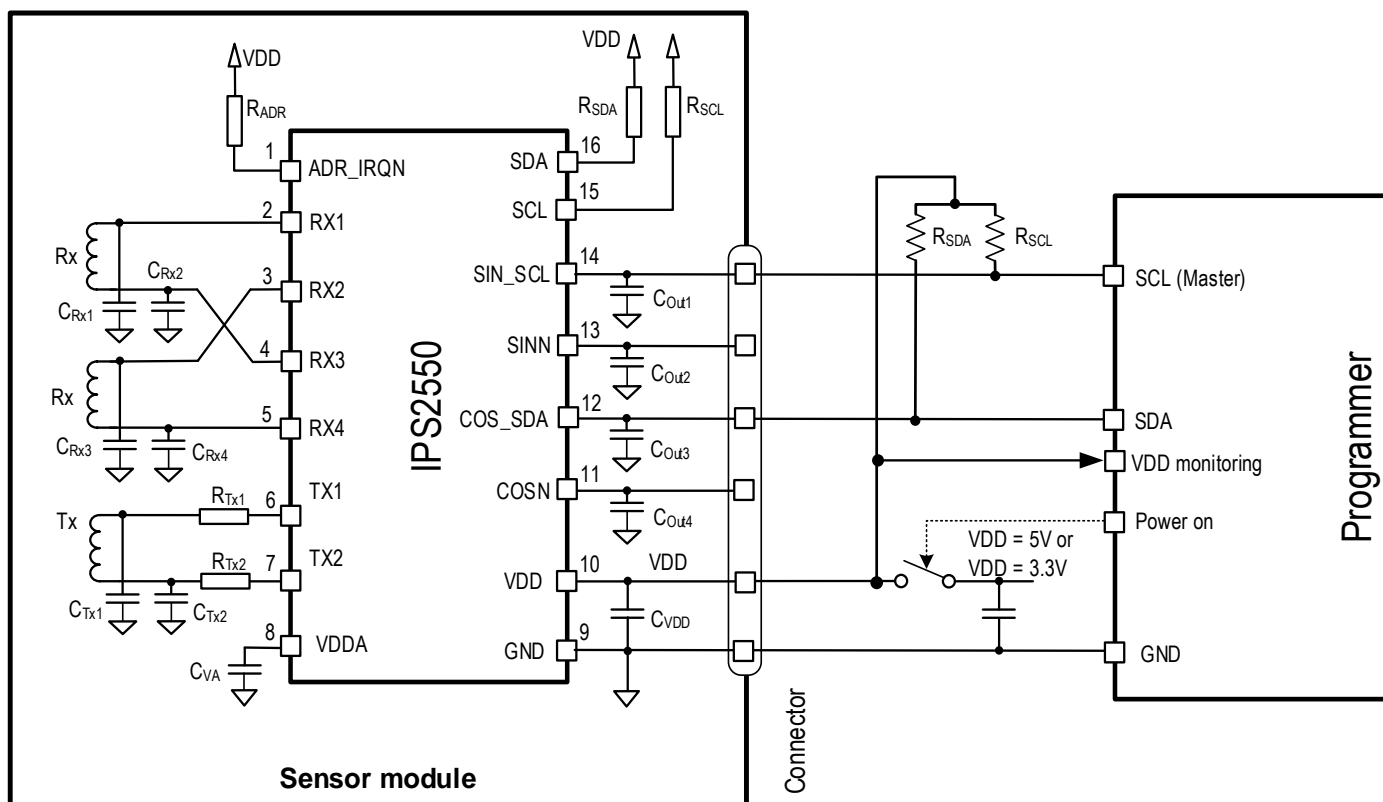 VDD
VDD
RADR
RSDA
RSCL
1
ADR_IRQN
16
SDA
15
SCL
2
RX1
Rx
CRx2
CRx1
3
RX2
14
SIN_SCL
COut1
RSDA
RSCL
SCL (Master)
4
RX3
13
SINN
COut2
Rx
5
RX4
CRx3
CRx4
12
COS_SDA
COut3
SDA
IPS2550
VDD monitoring
11
COSN
COut4
Tx
RTx1
6
TX1
RTx2
7
TX2
CTx1
CTx2
10
VDD
VDD
CVDD
Power on
VDD = 5V or
VDD = 3.3V
8
VDDA
CVA
9
GND
GND
Programmer
Connector
Sensor module